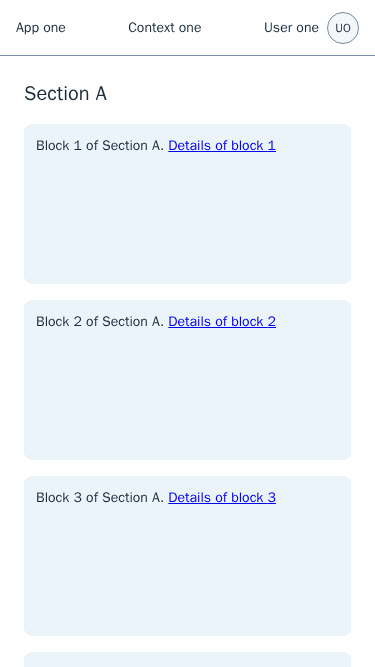 App one Context one User one UO
Section A
Block 1 of Section A. Details of block 1
Block 2 of Section A. Details of block 2
Block 3 of Section A. Details of block 3